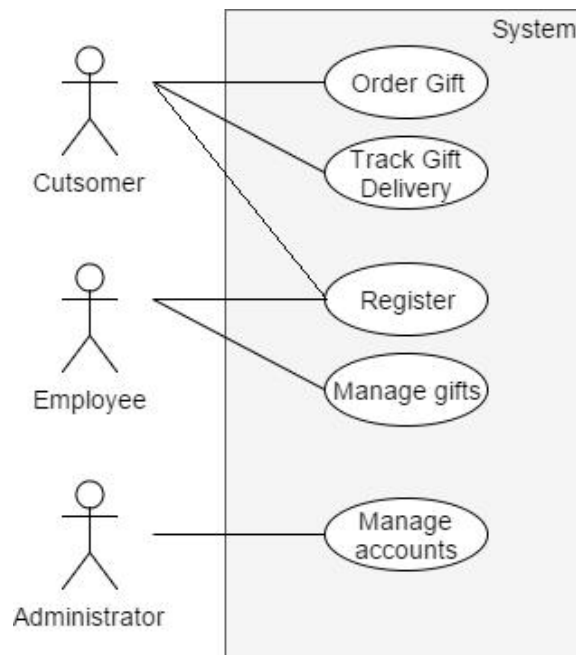 System
Order Gift
Track Gift
Delivery
Cutsomer
Register
Manage gifts
Employee
Manage
accounts
Administrator